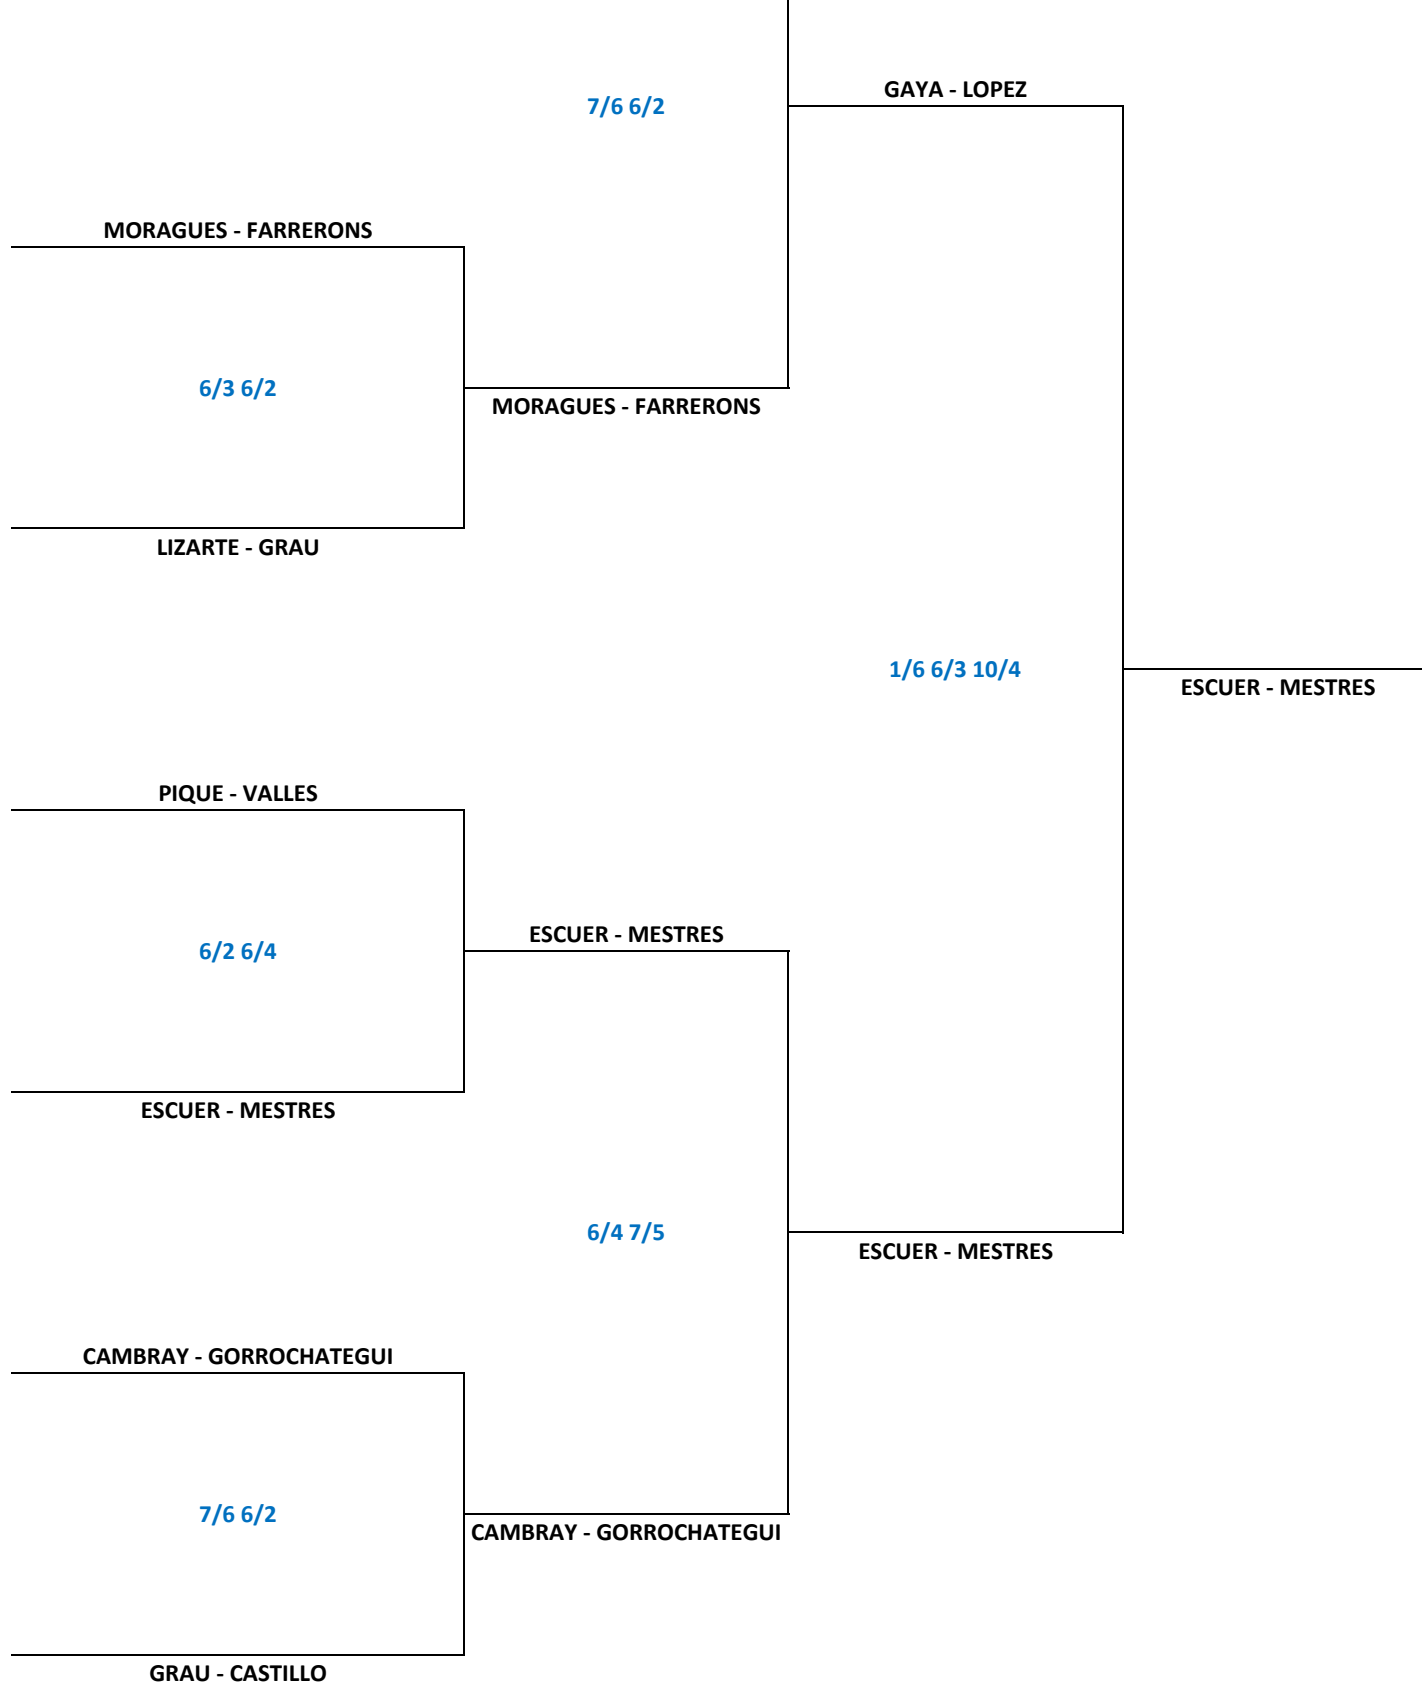 GAYA - LOPEZ
7/6 6/2
MORAGUES - FARRERONS
6/3 6/2
MORAGUES - FARRERONS
LIZARTE - GRAU
1/6 6/3 10/4
ESCUER - MESTRES
PIQUE - VALLES
ESCUER - MESTRES
6/2 6/4
ESCUER - MESTRES
6/4 7/5
ESCUER - MESTRES
CAMBRAY - GORROCHATEGUI
7/6 6/2
CAMBRAY - GORROCHATEGUI
GRAU - CASTILLO